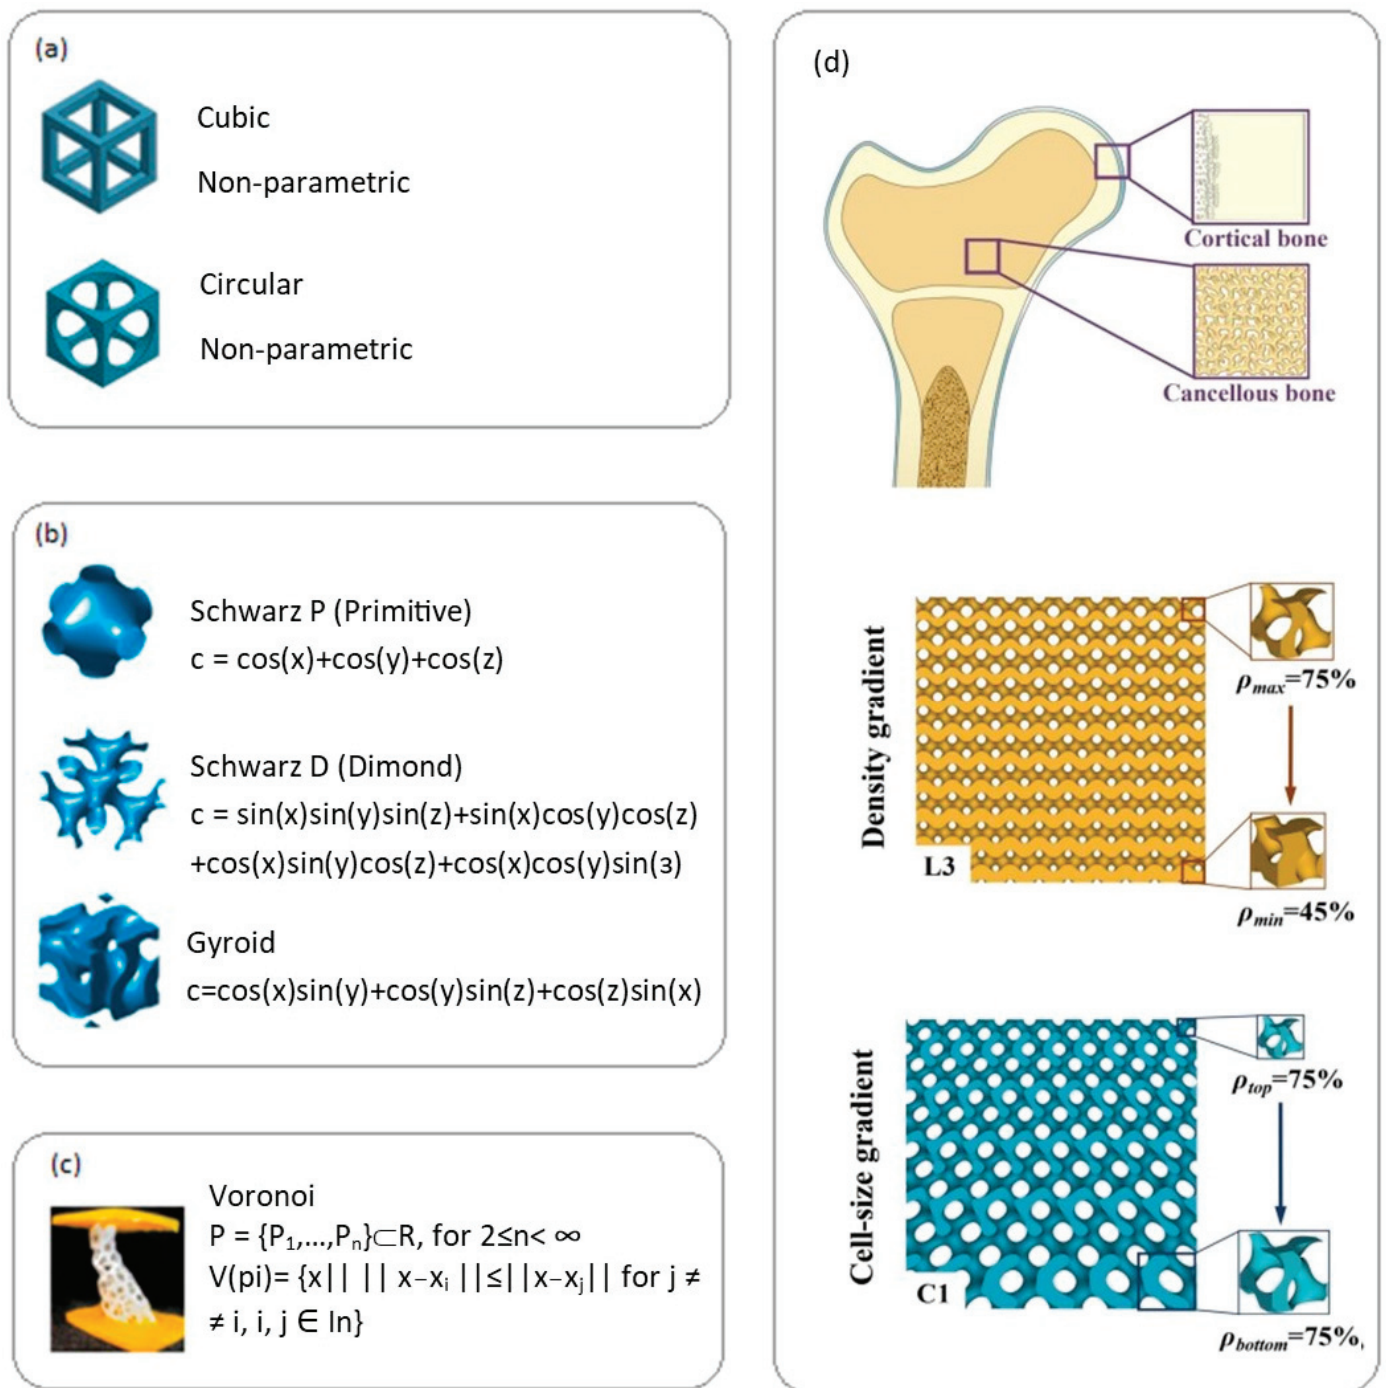 (a)
Cubic
Non-parametric
Circular
Non-parametric
(b)
Schwarz P (Primitive)
c = cos(x)+cos(y)+cos(z)
Schwarz D (Dimond)
c = sin(x)sin(y)sin(z)+sin(x)cos(y)cos(z)
+cos(x)sin(y)cos(z)+cos(x)cos(y)sin(з)
Gyroid
c=cos(x)sin(y)+cos(y)sin(z)+cos(z)sin(x)
(c)
Voronoi
P = {P₁,...,Pₙ}⊂R, for 2≤n< ∞
V(pi)= {x|| || x−xᵢ ||≤||x−xⱼ|| for j ≠
≠ i, i, j ∈ In}
(d)
Cortical bone
Cancellous bone
Density gradient
L3
ρmax=75%
ρmin=45%
Cell-size gradient
C1
ρtop=75%
ρbottom=75%,